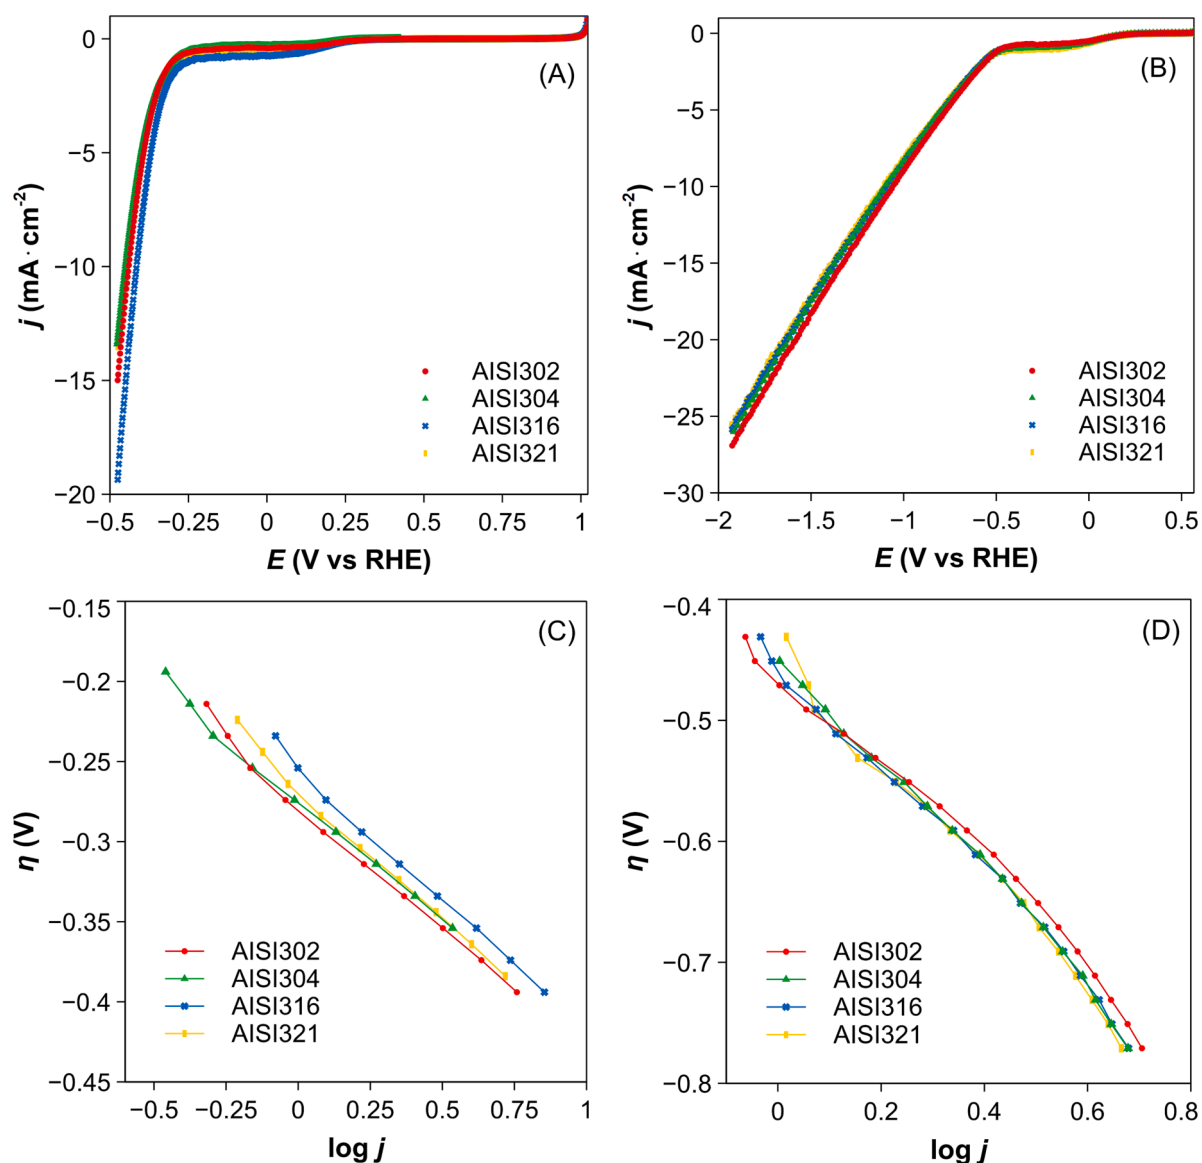 (A)
0
−5
−10
−15
−20
j (mA·cm-2)
−0.5 −0.25 0 0.25 0.5 0.75 1
E (V vs RHE)
AISI302
AISI304
AISI316
AISI321
(B)
0
−5
−10
−15
−20
−25
−30
j (mA·cm-2)
−2 −1.5 −1 −0.5 0 0.5
E (V vs RHE)
AISI302
AISI304
AISI316
AISI321
(C)
−0.15
−0.2
−0.25
−0.3
−0.35
−0.4
−0.45
η (V)
−0.5 −0.25 0 0.25 0.5 0.75 1
log j
AISI302
AISI304
AISI316
AISI321
(D)
−0.4
−0.5
−0.6
−0.7
−0.8
η (V)
0 0.2 0.4 0.6 0.8
log j
AISI302
AISI304
AISI316
AISI321